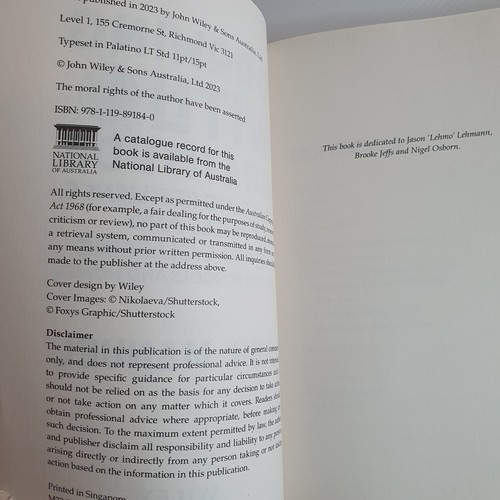 published in 2023 by John Wiley & Sons Australia, Ltd
Level 1, 155 Cremorne St, Richmond Vic 3121
Typeset in Palatino LT Std 11pt/15pt
© John Wiley & Sons Australia, Ltd 2023
The moral rights of the author have been asserted
ISBN: 978-1-119-89184-0
NATIONAL
LIBRARY
OF AUSTRALIA
A catalogue record for this
book is available from the
National Library of Australia
All rights reserved. Except as permitted under the Australian
Act 1968 (for example, a fair dealing for the purposes of study,
criticism or review), no part of this book may be reproduced,
a retrieval system, communicated or transmitted in any form
any means without prior written permission. All inquiries
made to the publisher at the address above.
Cover design by Wiley
Cover Images: © Nikolaeva/Shutterstock,
© Foxys Graphic/Shutterstock
Disclaimer
The material in this publication is of the nature of general
only, and does not represent professional advice. It is not
to provide specific guidance for particular circumstances
should not be relied on as the basis for any decision to take
or not take action on any matter which it covers. Readers
obtain professional advice where appropriate, before making
such decision. To the maximum extent permitted by law, the
and publisher disclaim all responsibility and liability to any
arising directly or indirectly from any person taking or not
action based on the information in this publication.
Printed in Singapore
This book is dedicated to Jason 'Lehmo' Lehmann,
Brooke Jeffs and Nigel Osborn.